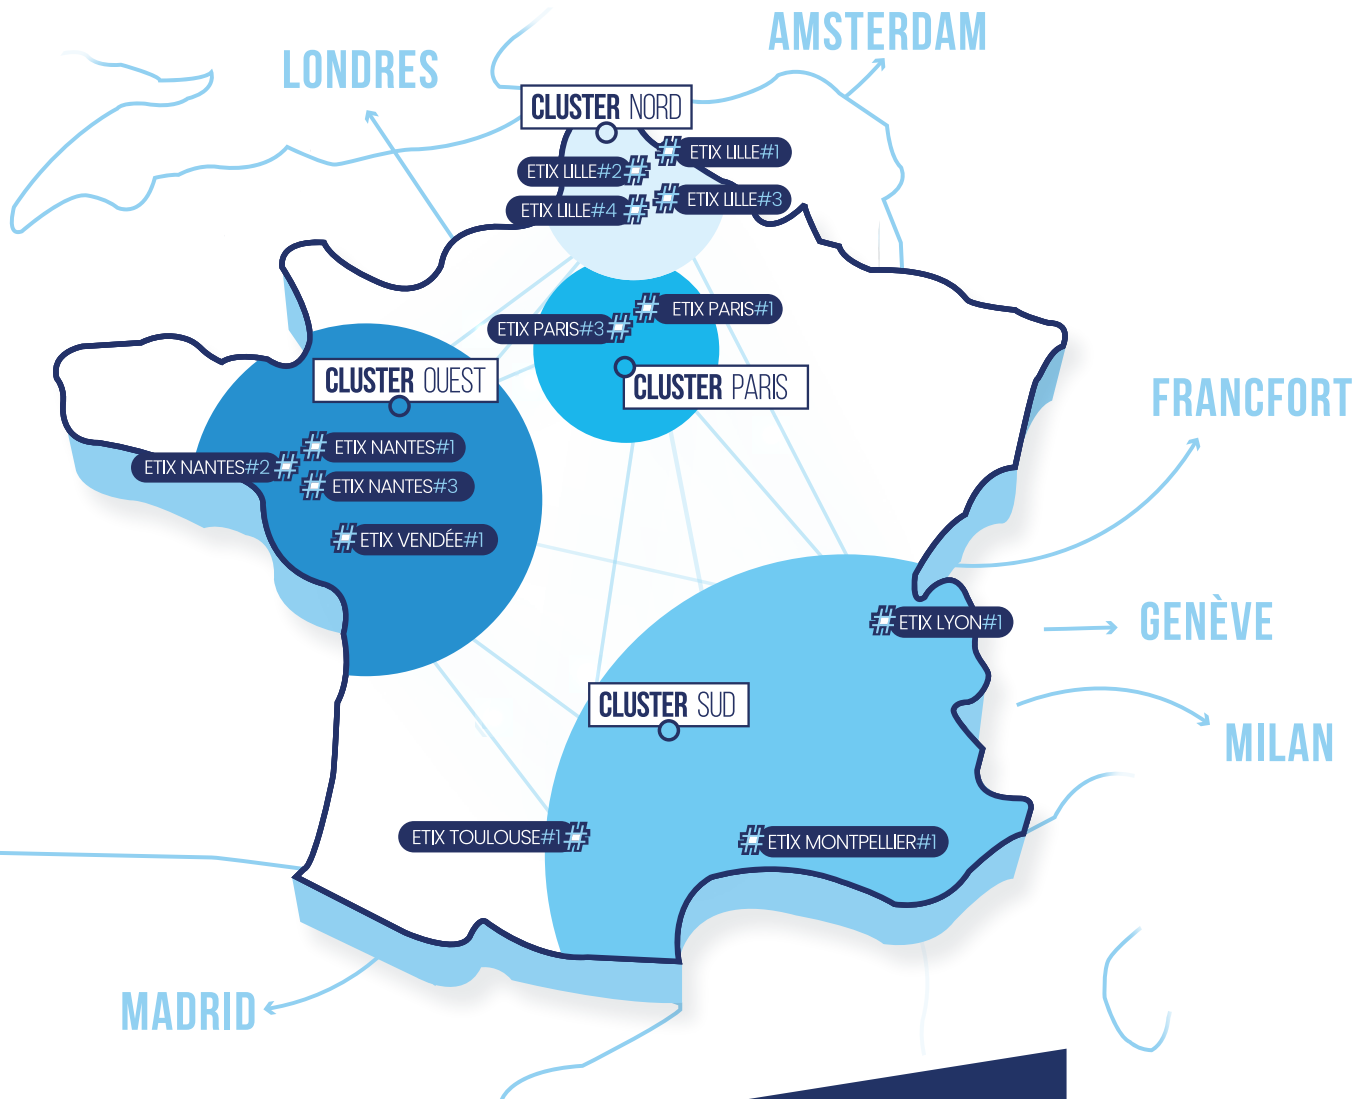 AMSTERDAM
LONDRES
CLUSTER NORD
ETIX LILLE#1
ETIX LILLE#2
ETIX LILLE#3
ETIX LILLE#4
ETIX PARIS#1
ETIX PARIS#3
CLUSTER OUEST
CLUSTER PARIS
FRANCFORT
ETIX NANTES#1
ETIX NANTES#2
ETIX NANTES#3
ETIX VENDÉE#1
ETIX LYON#1
GENÈVE
CLUSTER SUD
MILAN
ETIX TOULOUSE#1
ETIX MONTPELLIER#1
MADRID